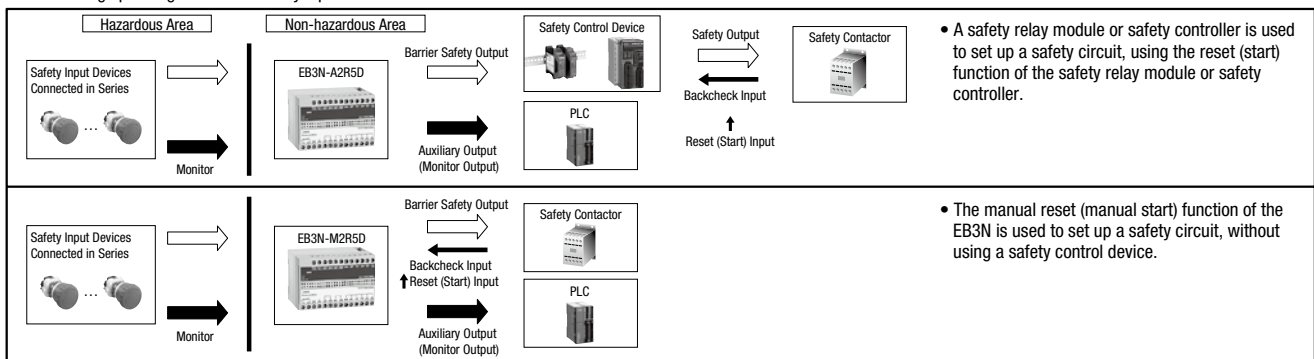 Hazardous Area
Non-hazardous Area
Safety Input Devices
Connected in Series
...
Monitor
EB3N-A2R5D
Barrier Safety Output
Auxiliary Output
(Monitor Output)
Safety Control Device
PLC
Safety Output
Backcheck Input
Reset (Start) Input
Safety Contactor
• A safety relay module or safety controller is used
to set up a safety circuit, using the reset (start)
function of the safety relay module or safety
controller.
Safety Input Devices
Connected in Series
...
Monitor
EB3N-M2R5D
Barrier Safety Output
Backcheck Input
Reset (Start) Input
Auxiliary Output
(Monitor Output)
Safety Contactor
PLC
• The manual reset (manual start) function of the
EB3N is used to set up a safety circuit, without
using a safety control device.